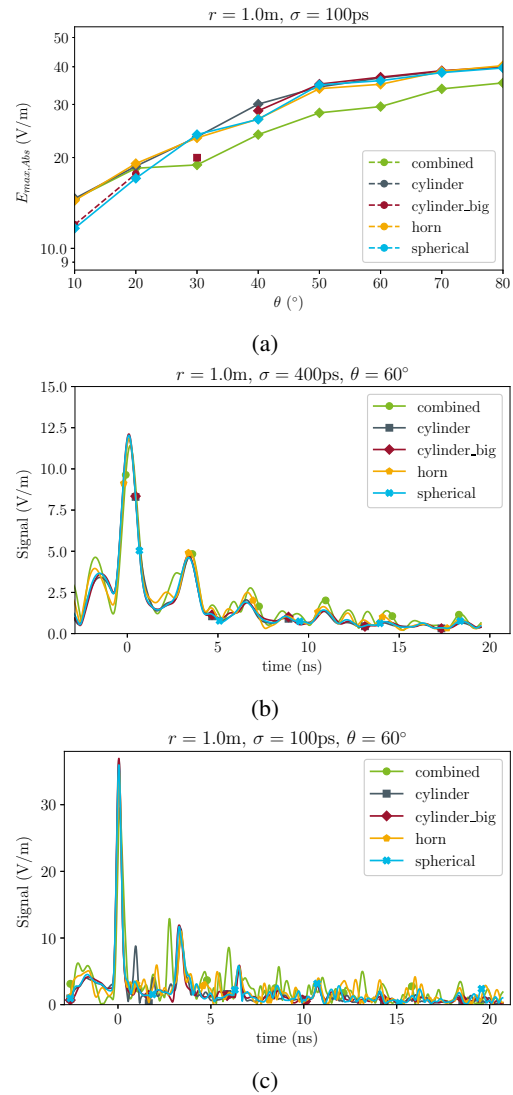 r = 1.0m, σ = 100ps
50
40
30
20
10.0
9
E_{max,Abs} (V/m)
combined
cylinder
cylinder_big
horn
spherical
10 20 30 40 50 60 70 80
θ (°)
(a)
r = 1.0m, σ = 400ps, θ = 60°
15.0
12.5
10.0
7.5
5.0
2.5
0.0
Signal (V/m)
combined
cylinder
cylinder_big
horn
spherical
0 5 10 15 20
time (ns)
(b)
r = 1.0m, σ = 100ps, θ = 60°
30
20
10
0
Signal (V/m)
combined
cylinder
cylinder_big
horn
spherical
0 5 10 15 20
time (ns)
(c)